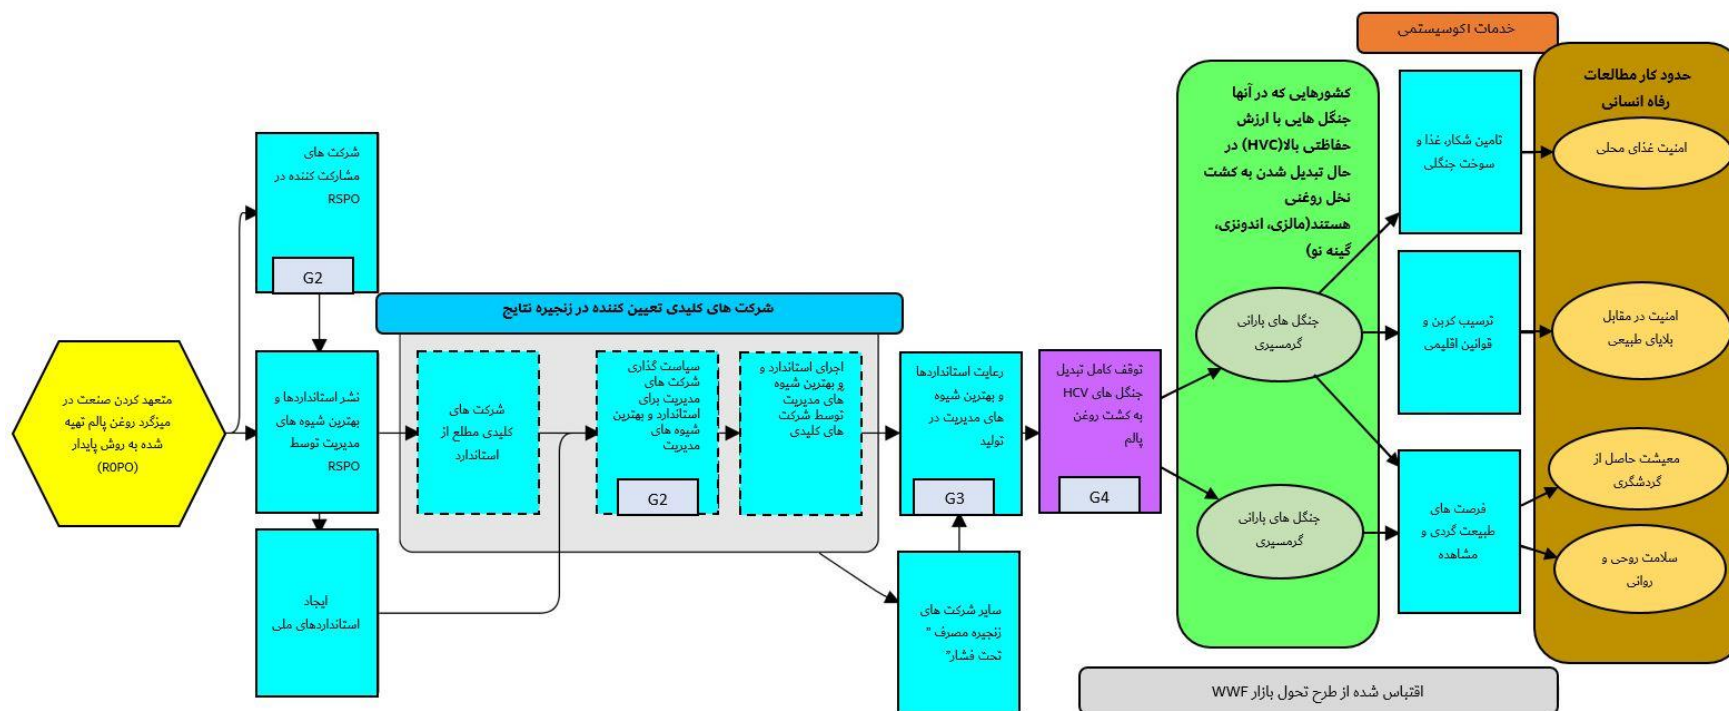 متعهد کردن صنعت در
میزگرد روغن پالم تهیه
شده به روش پایدار
(R0PO)
شرکت های
مشارکت کننده در
RSPO
G2
نشر استانداردها و
بهترین شیوه های
مدیریت توسط
RSPO
ایجاد
استانداردهای ملی
شرکت های کلیدی تعیین کننده در زنجیره نتایج
شرکت های
کلیدی مطلع از
استاندارد
سیاست گذاری
شرکت های
مدیریت برای
استاندارد و بهترین
شیوه های
مدیریت
G2
اجرای استاندارد و
و بهترین شیوه
های مدیریت
توسط شرکت
های کلیدی
رعایت استانداردها
و بهترین شیوه
های مدیریت در
تولید
G3
سایر شرکت های
زنجیره مصرف "
تحت فشار"
توقف کامل تبدیل
جنگل های HCV
به کشت روغن
پالم
G4
کشورهایی که در آنها
جنگل هایی با ارزش
حفاظتی بالا(HVC) در
حال تبدیل شدن به کشت
نخل روغنی
هستند(مالزی، اندونزی،
گینه نو)
جنگل های بارانی
گرمسیری
جنگل های بارانی
گرمسیری
خدمات اکوسیستمی
تامین شکار، غذا و
سوخت جنگلی
ترسیب کربن و
قوانین اقلیمی
فرصت های
طبیعت گردی و
مشاهده
حدود کار مطالعات
رفاه انسانی
امنیت غذای محلی
امنیت در مقابل
بلایای طبیعی
معیشت حاصل از
گردشگری
سلامت روحی و
روانی
اقتباس شده از طرح تحول بازار WWF